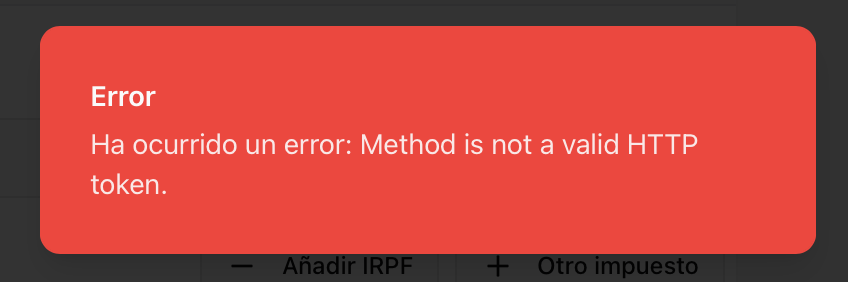 Error
Ha ocurrido un error: Method is not a valid HTTP
token.
Añadir IRPF
Otro impuesto